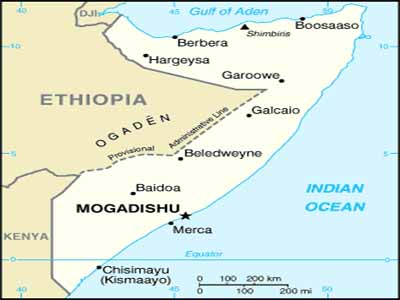 45
50
DJI.
Gulf of Aden
Shimbiris
Boosaaso
10
10
Berbera
Hargeysa
Garoowe
ETHIOPIA
Galcaio
OGADĒN
Provisional Administrative Line
5
5
Beledweyne
Baidoa
INDIAN
OCEAN
MOGADISHU
Merca
KENYA
Equator
0
0
Chisimayu
(Kismaayo)
0 100 200 km
0 100 200 mi
45
50